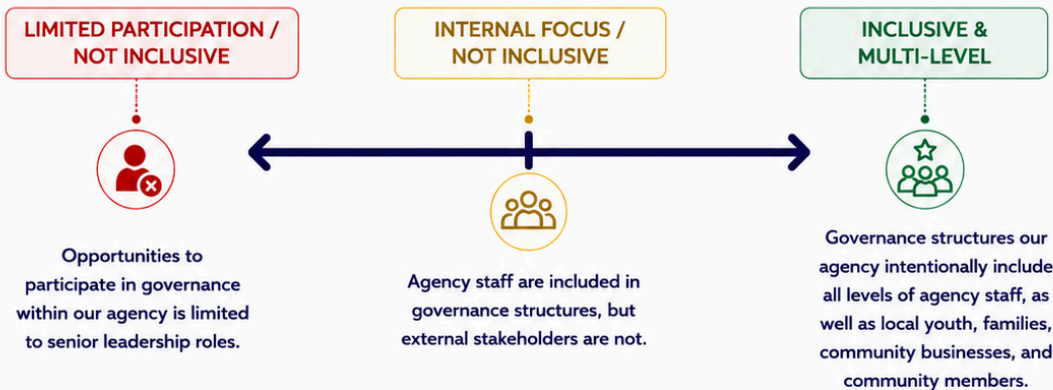 LIMITED PARTICIPATION /
NOT INCLUSIVE
Opportunities to
participate in governance
within our agency is limited
to senior leadership roles.
INTERNAL FOCUS /
NOT INCLUSIVE
Agency staff are included in
governance structures, but
external stakeholders are not.
INCLUSIVE &
MULTI-LEVEL
Governance structures our
agency intentionally include
all levels of agency staff, as
well as local youth, families,
community businesses, and
community members.